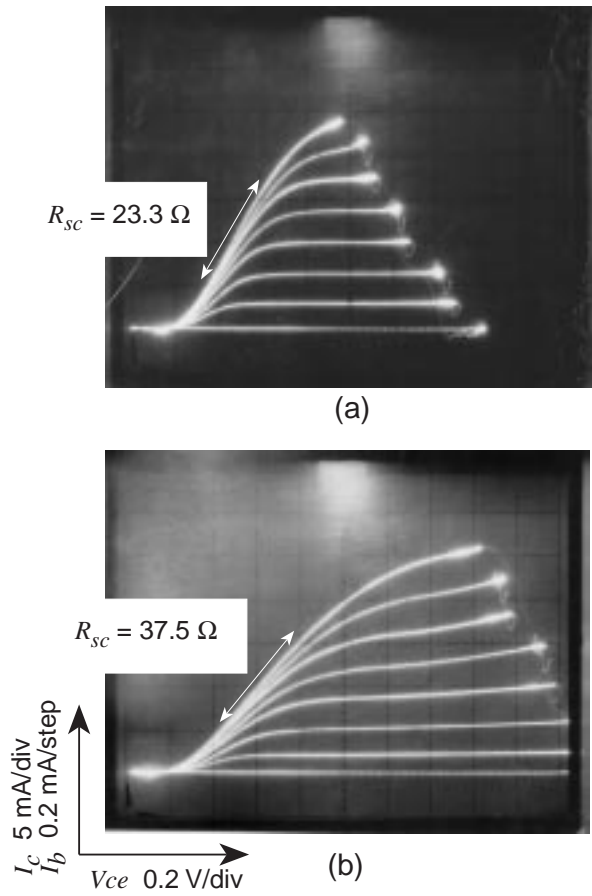 R_sc = 23.3 Ω
(a)
R_sc = 37.5 Ω
I_c 5 mA/div
I_b 0.2 mA/step
Vce 0.2 V/div
(b)